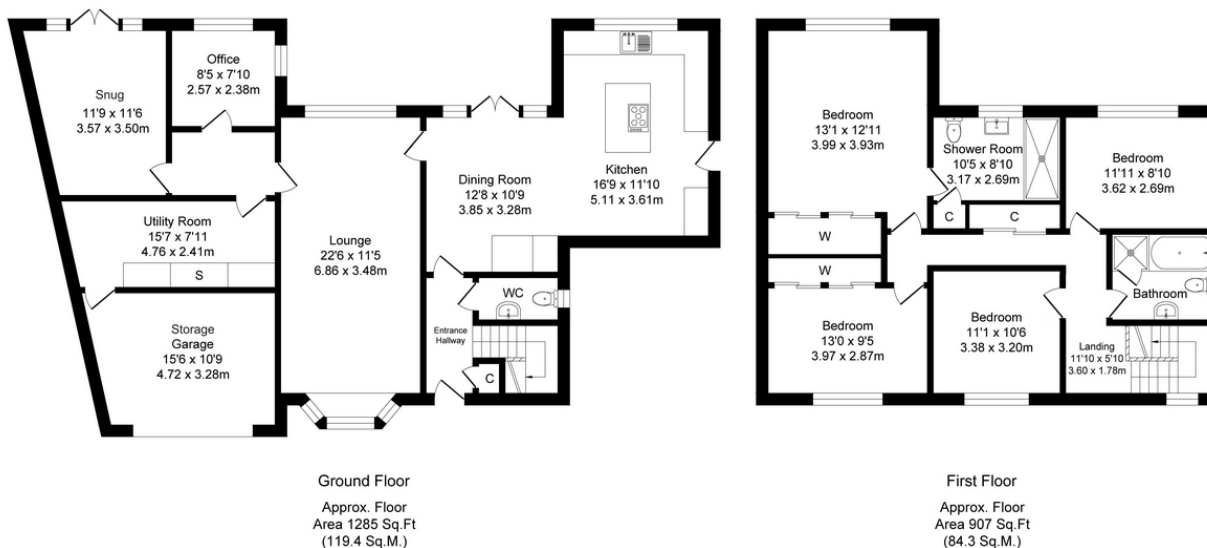 Office
8'5 x 7'10
2.57 x 2.38m
Snug
11'9 x 11'6
3.57 x 3.50m
Utility Room
15'7 x 7'11
4.76 x 2.41m
S
Storage
Garage
15'6 x 10'9
4.72 x 3.28m
Lounge
22'6 x 11'5
6.86 x 3.48m
Dining Room
12'8 x 10'9
3.85 x 3.28m
Kitchen
16'9 x 11'10
5.11 x 3.61m
WC
Entrance
Hallway
C
Ground Floor
Approx. Floor
Area 1285 Sq.Ft
(119.4 Sq.M.)
Bedroom
13'1 x 12'11
3.99 x 3.93m
Shower Room
10'5 x 8'10
3.17 x 2.69m
Bedroom
11'11 x 8'10
3.62 x 2.69m
C
C
W
W
Bedroom
13'0 x 9'5
3.97 x 2.87m
Bedroom
11'1 x 10'6
3.38 x 3.20m
Bathroom
Landing
11'10 x 5'10
3.60 x 1.78m
First Floor
Approx. Floor
Area 907 Sq.Ft
(84.3 Sq.M.)